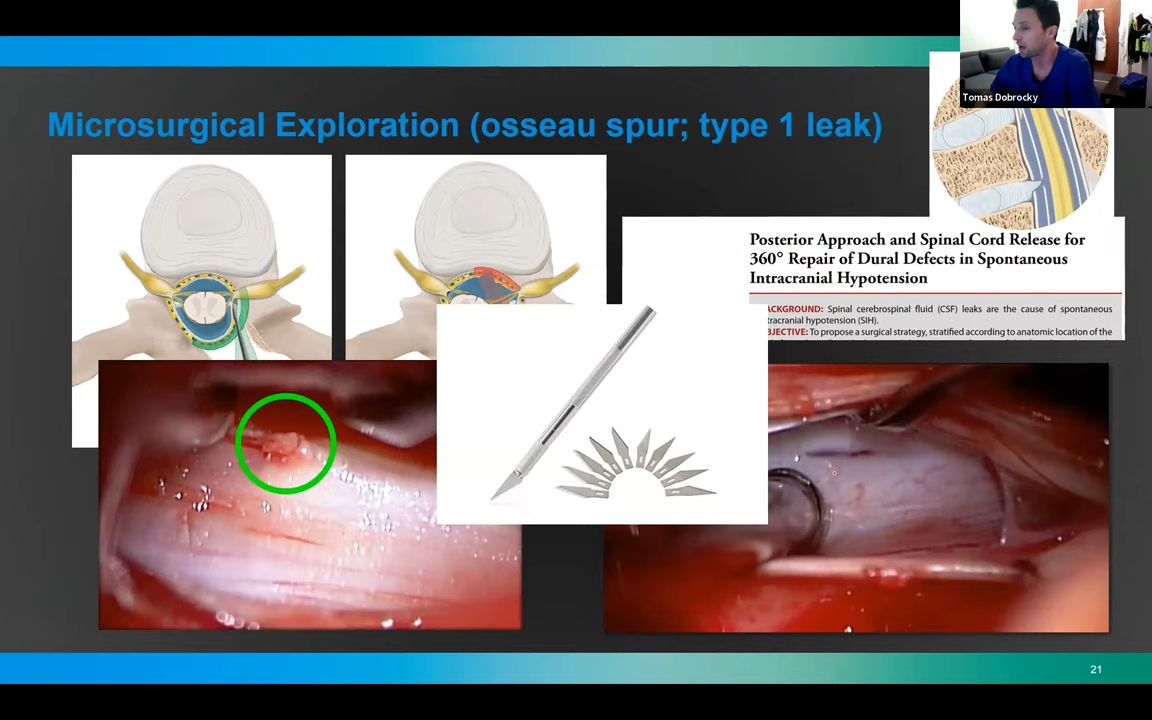 Tomas Dobrocky
Microsurgical Exploration (osseau spur; type 1 leak)
Posterior Approach and Spinal Cord Release for
360° Repair of Dural Defects in Spontaneous
Intracranial Hypotension
ACKGROUND: Spinal cerebrospinal fluid (CSF) leaks are the cause of spontaneous
tracranial hypotension (SIH).
BJECTIVE: To propose a surgical strategy, stratified according to anatomic location of the
21